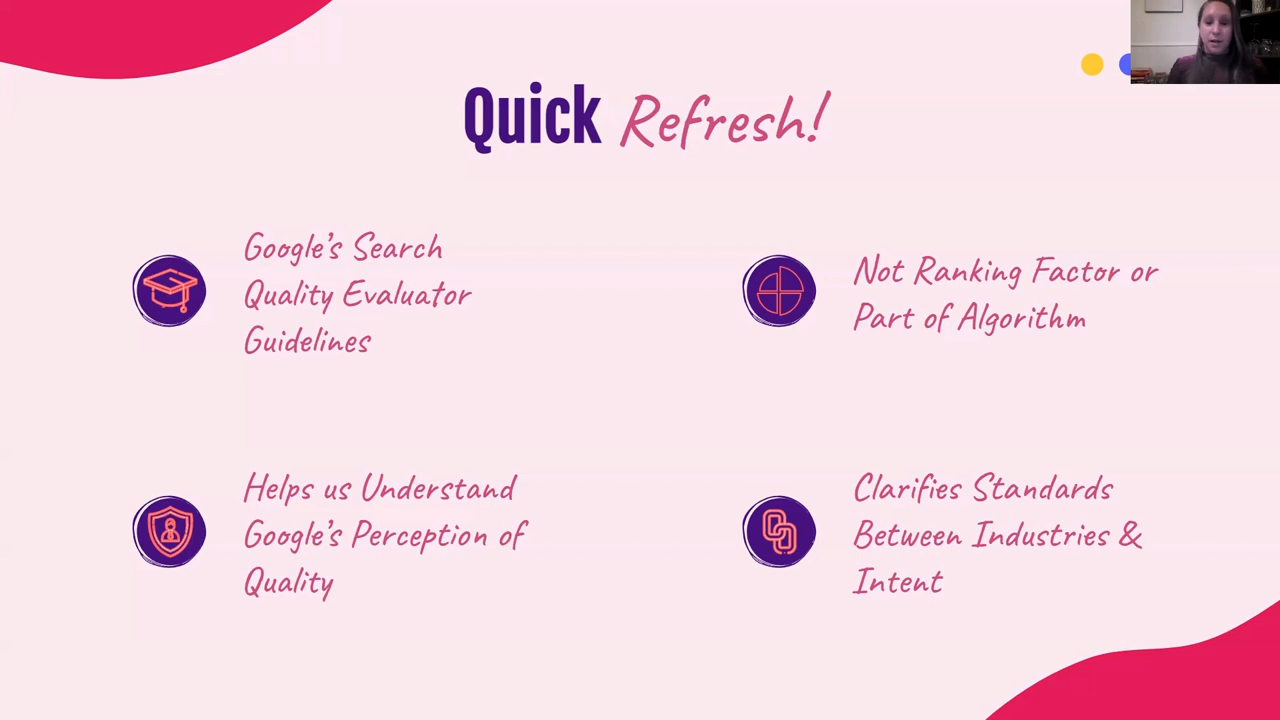 Quick Refresh!
Google's Search
Quality Evaluator
Guidelines
Not Ranking Factor or
Part of Algorithm
Helps us Understand
Google's Perception of
Quality
Clarifies Standards
Between Industries &
Intent